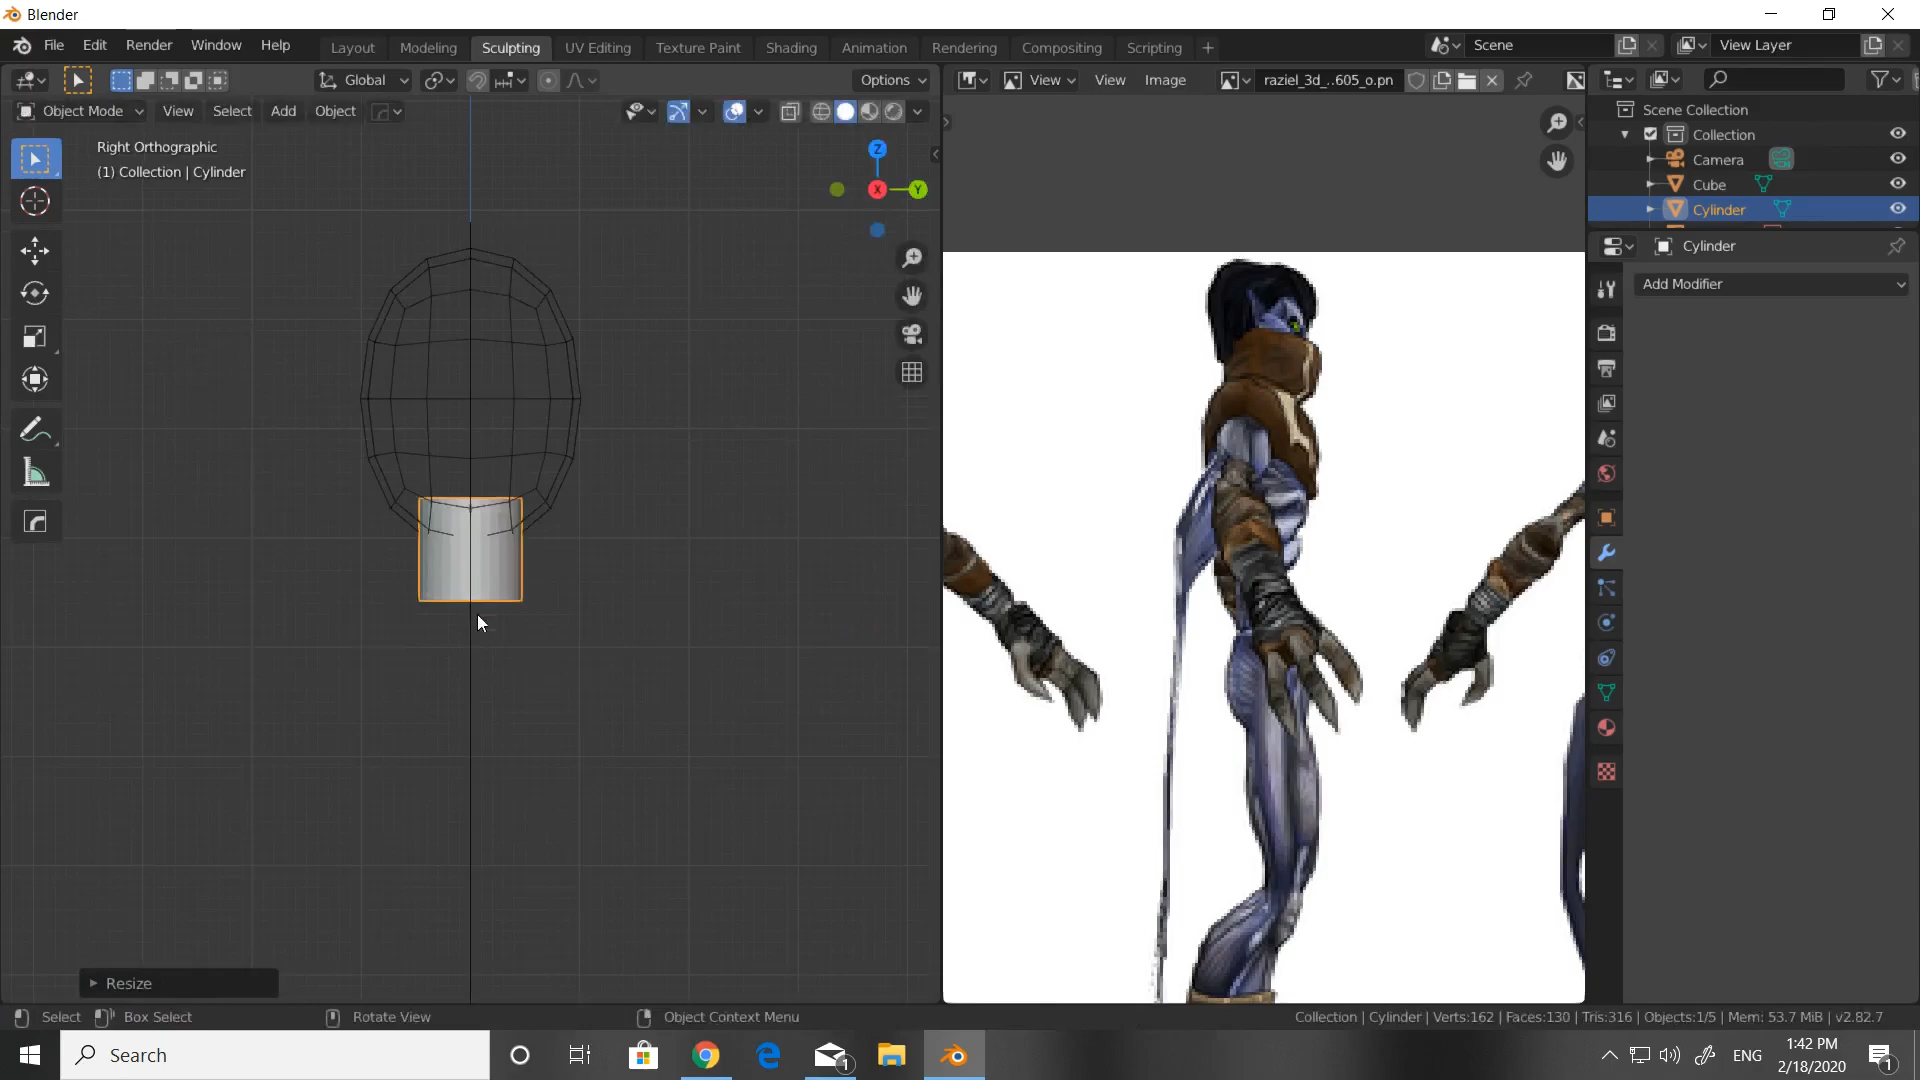 Blender
File Edit Render Window Help Layout Modeling Sculpting UV Editing Texture Paint Shading Animation Rendering Compositing Scripting + Scene View Layer
Global Options View View Image raziel_3d_..605_o.pn
Object Mode View Select Add Object
Right Orthographic
(1) Collection | Cylinder
Z
X Y
Scene Collection
Collection
Camera
Cube
Cylinder
Cylinder
Add Modifier
Resize
Select Box Select Rotate View Object Context Menu Collection | Cylinder | Verts:162 | Faces:130 | Tris:316 | Objects:1/5 | Mem: 53.7 MiB | v2.82.7
Search 1 ENG 1:42 PM
2/18/2020 1